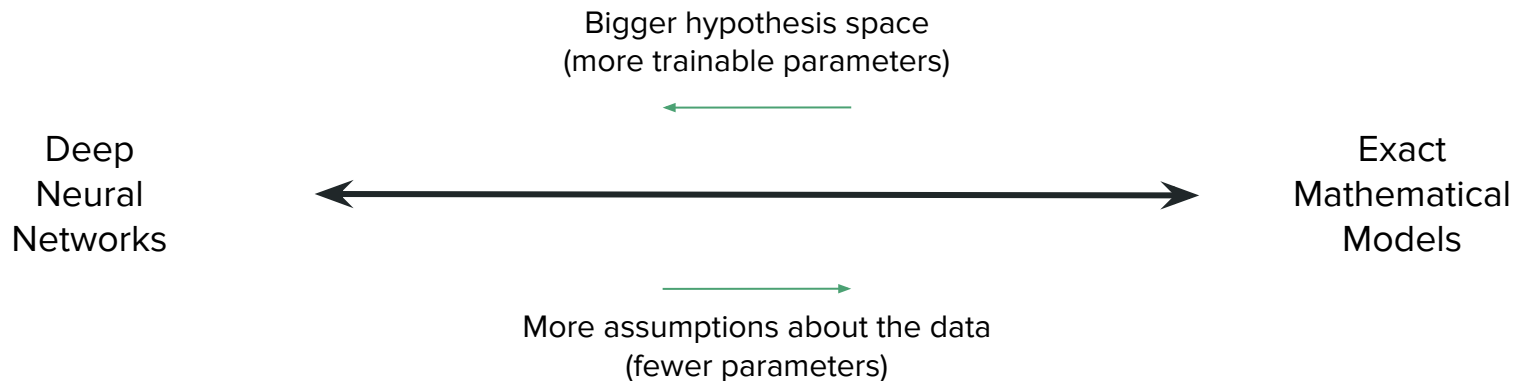 Bigger hypothesis space
(more trainable parameters)
Deep
Neural
Networks
Exact
Mathematical
Models
More assumptions about the data
(fewer parameters)